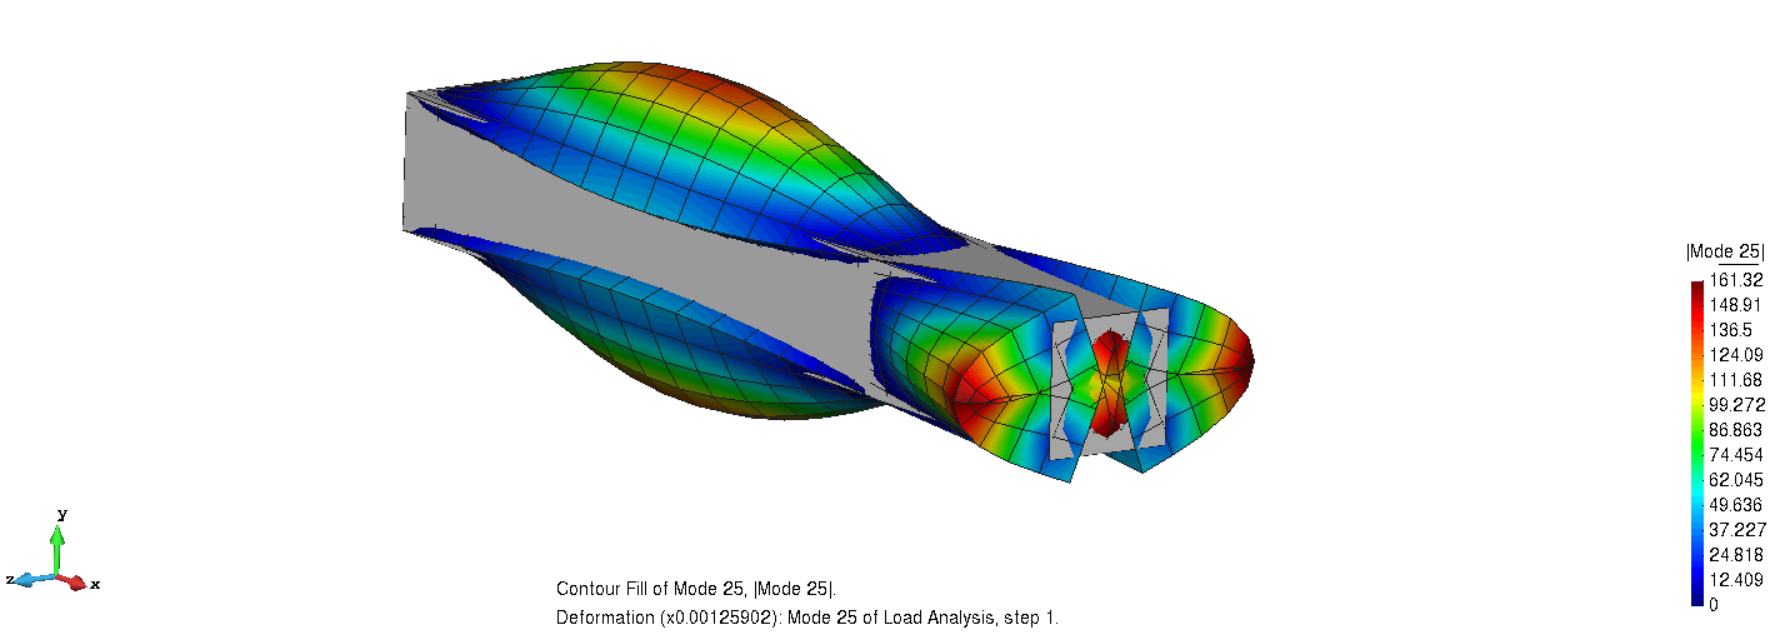 |Mode 25|
161.32
148.91
136.5
124.09
111.68
99.272
86.863
74.454
62.045
49.636
37.227
24.818
12.409
0
y
z
x
Contour Fill of Mode 25, |Mode 25|.
Deformation (x0.00125902): Mode 25 of Load Analysis, step 1.